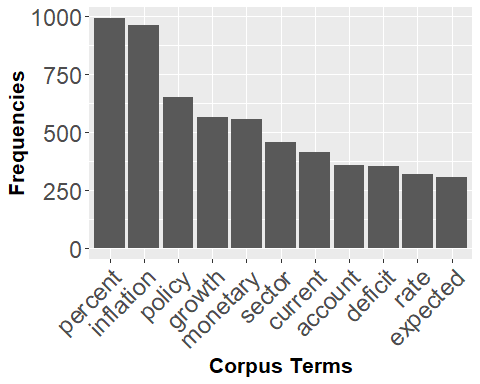 1000
750
500
250
0
Frequencies
percent
inflation
policy
growth
monetary
sector
current
account
deficit
rate
expected
Corpus Terms